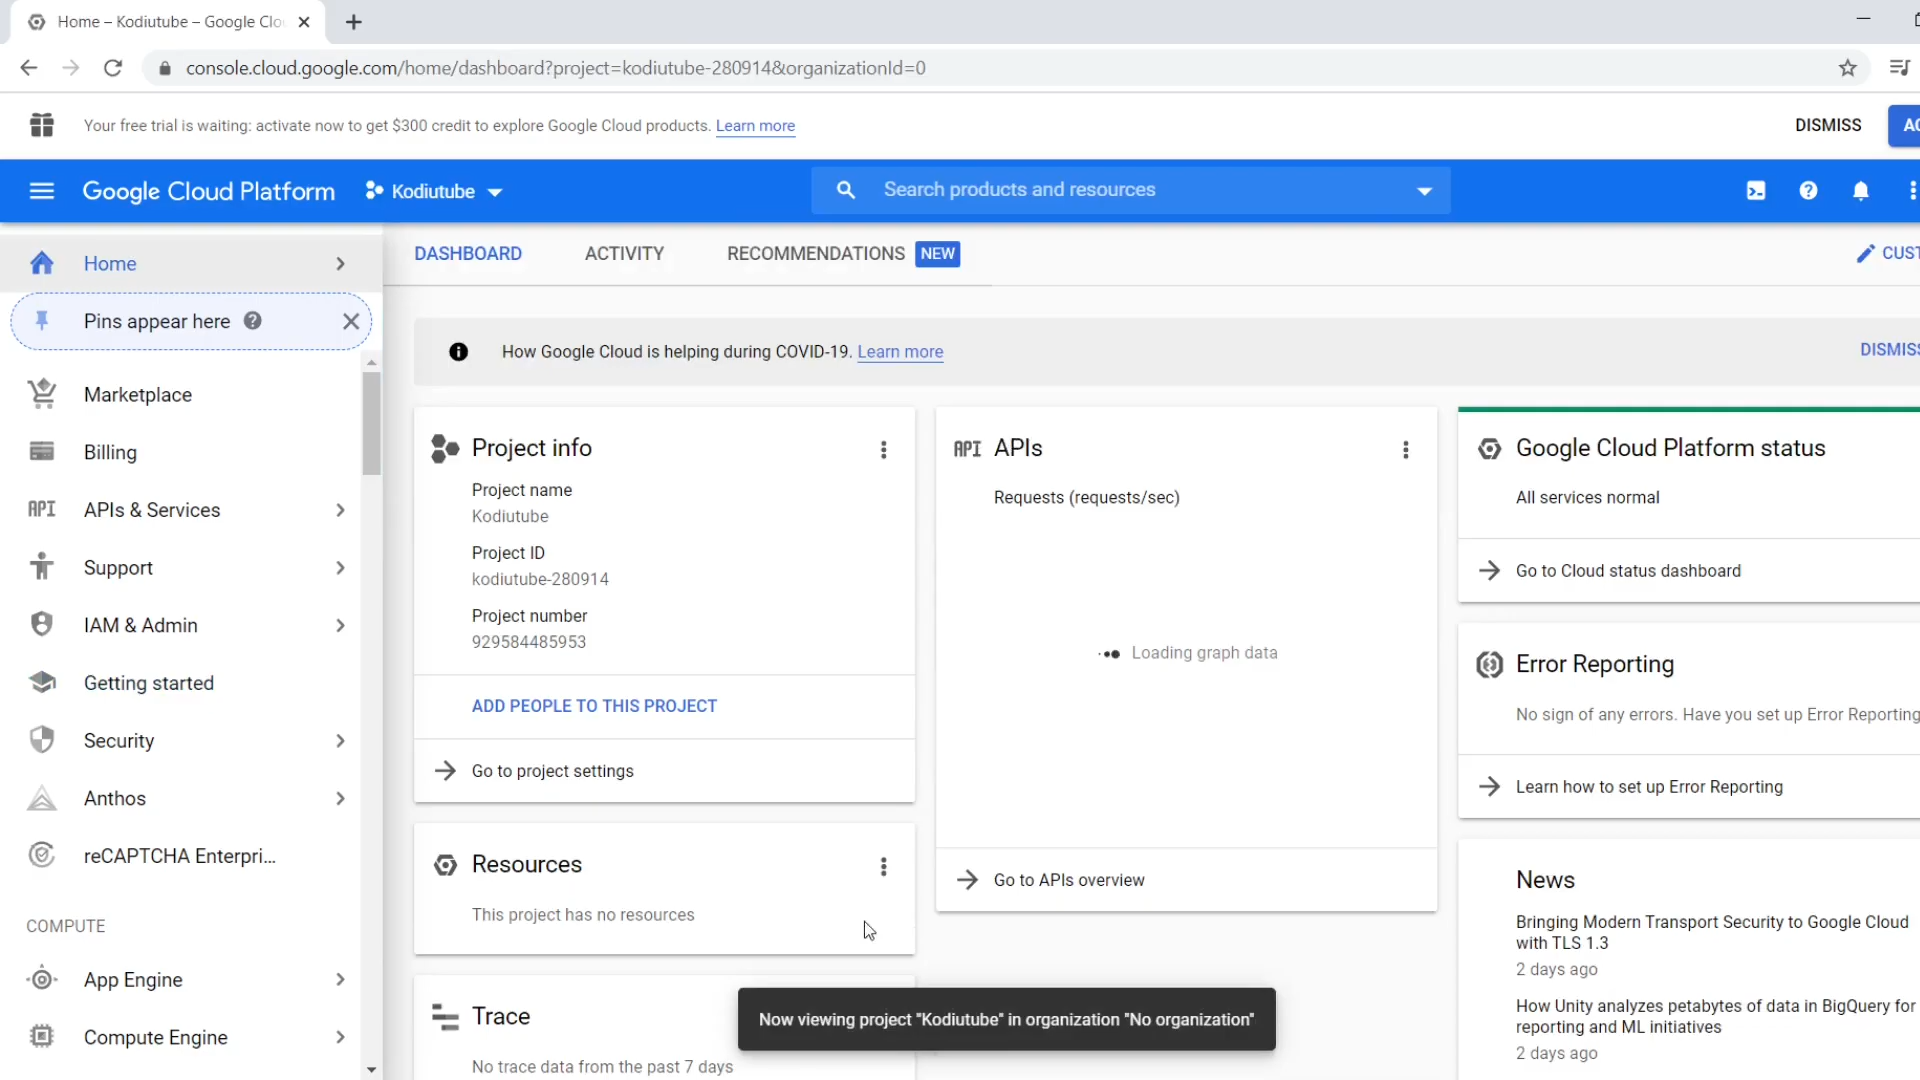 Home – Kodiutube – Google Clo
console.cloud.google.com/home/dashboard?project=kodiutube-280914&organizationId=0
Your free trial is waiting: activate now to get $300 credit to explore Google Cloud products. Learn more
DISMISS
AC
Google Cloud Platform
Kodiutube
Search products and resources
Home
Pins appear here
Marketplace
Billing
API APIs & Services
Support
IAM & Admin
Getting started
Security
Anthos
reCAPTCHA Enterpri...
COMPUTE
App Engine
Compute Engine
DASHBOARD
ACTIVITY
RECOMMENDATIONS NEW
CUST
How Google Cloud is helping during COVID-19. Learn more
DISMISS
Project info
Project name
Kodiutube
Project ID
kodiutube-280914
Project number
929584485953
ADD PEOPLE TO THIS PROJECT
Go to project settings
Resources
This project has no resources
Trace
No trace data from the past 7 days
API APIs
Requests (requests/sec)
Loading graph data
Go to APIs overview
Google Cloud Platform status
All services normal
Go to Cloud status dashboard
Error Reporting
No sign of any errors. Have you set up Error Reporting
Learn how to set up Error Reporting
News
Bringing Modern Transport Security to Google Cloud
with TLS 1.3
2 days ago
How Unity analyzes petabytes of data in BigQuery for
reporting and ML initiatives
2 days ago
Now viewing project "Kodiutube" in organization "No organization"